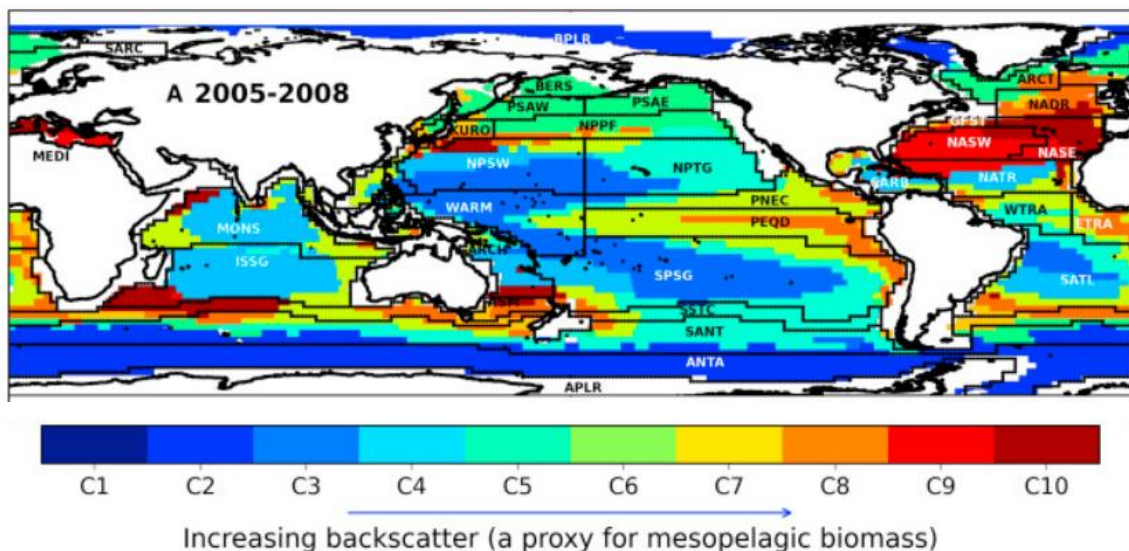 BPLR
SARC
A 2005-2008
BERS
ARCT
PSAW
PSAE
NADR
GFST
KURO
NPPF
NASW
MEDI
NASE
NPSW
NPTG
NATR
CARB
PNEC
WARM
WTRA
MONS
PEQD
ETRA
ARCH
ISSG
SPSG
SATL
SSTC
SANT
ANTA
APLR
C1 C2 C3 C4 C5 C6 C7 C8 C9 C10
Increasing backscatter (a proxy for mesopelagic biomass)